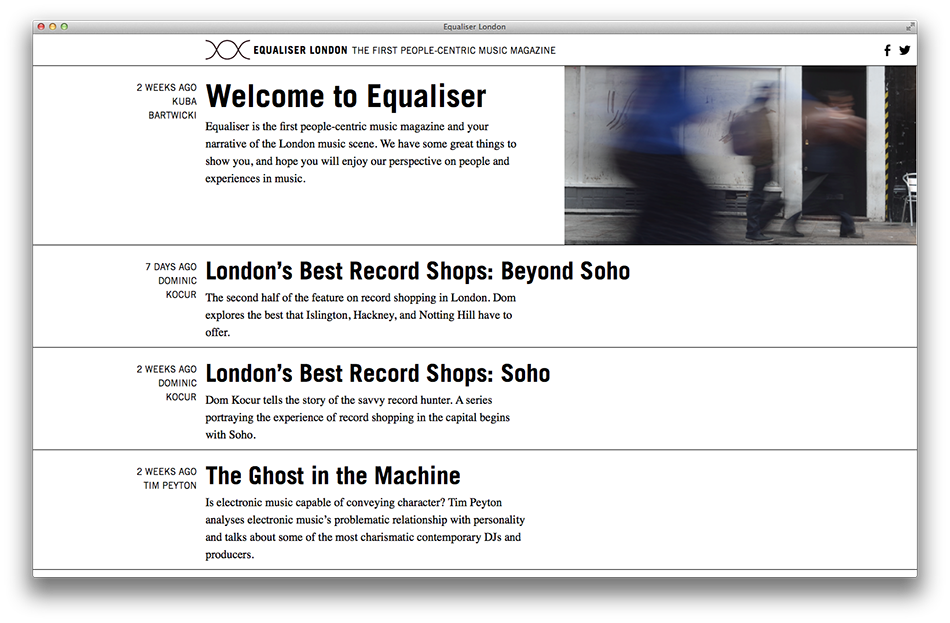 Equaliser London
EQUALISER LONDON THE FIRST PEOPLE-CENTRIC MUSIC MAGAZINE
2 WEEKS AGO
KUBA
BARTWICKI
Welcome to Equaliser
Equaliser is the first people-centric music magazine and your
narrative of the London music scene. We have some great things to
show you, and hope you will enjoy our perspective on people and
experiences in music.
7 DAYS AGO
DOMINIC
KOCUR
London’s Best Record Shops: Beyond Soho
The second half of the feature on record shopping in London. Dom
explores the best that Islington, Hackney, and Notting Hill have to
offer.
2 WEEKS AGO
DOMINIC
KOCUR
London’s Best Record Shops: Soho
Dom Kocur tells the story of the savvy record hunter. A series
portraying the experience of record shopping in the capital begins
with Soho.
2 WEEKS AGO
TIM PEYTON
The Ghost in the Machine
Is electronic music capable of conveying character? Tim Peyton
analyses electronic music’s problematic relationship with personality
and talks about some of the most charismatic contemporary DJs and
producers.